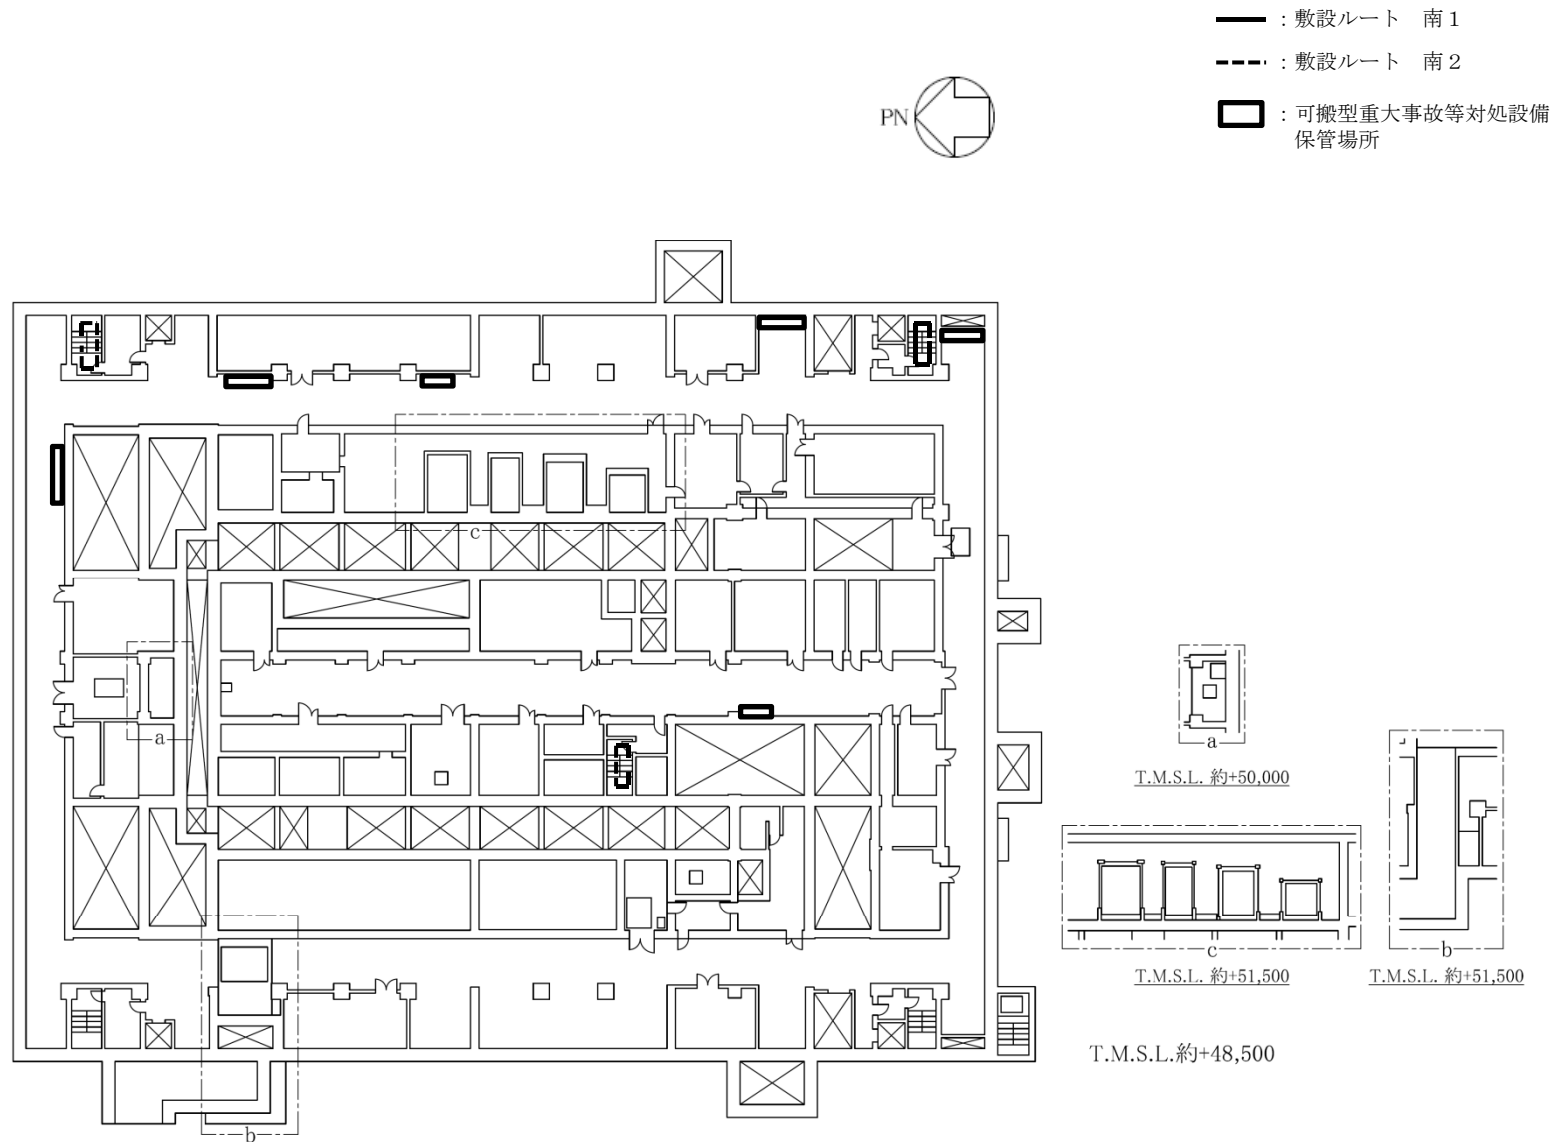 ：敷設ルート　南１
：敷設ルート　南２
：可搬型重大事故等対処設備
保管場所
PN
c
a
b
a
T.M.S.L. 約+50,000
c
T.M.S.L. 約+51,500
b
T.M.S.L. 約+51,500
T.M.S.L.約+48,500